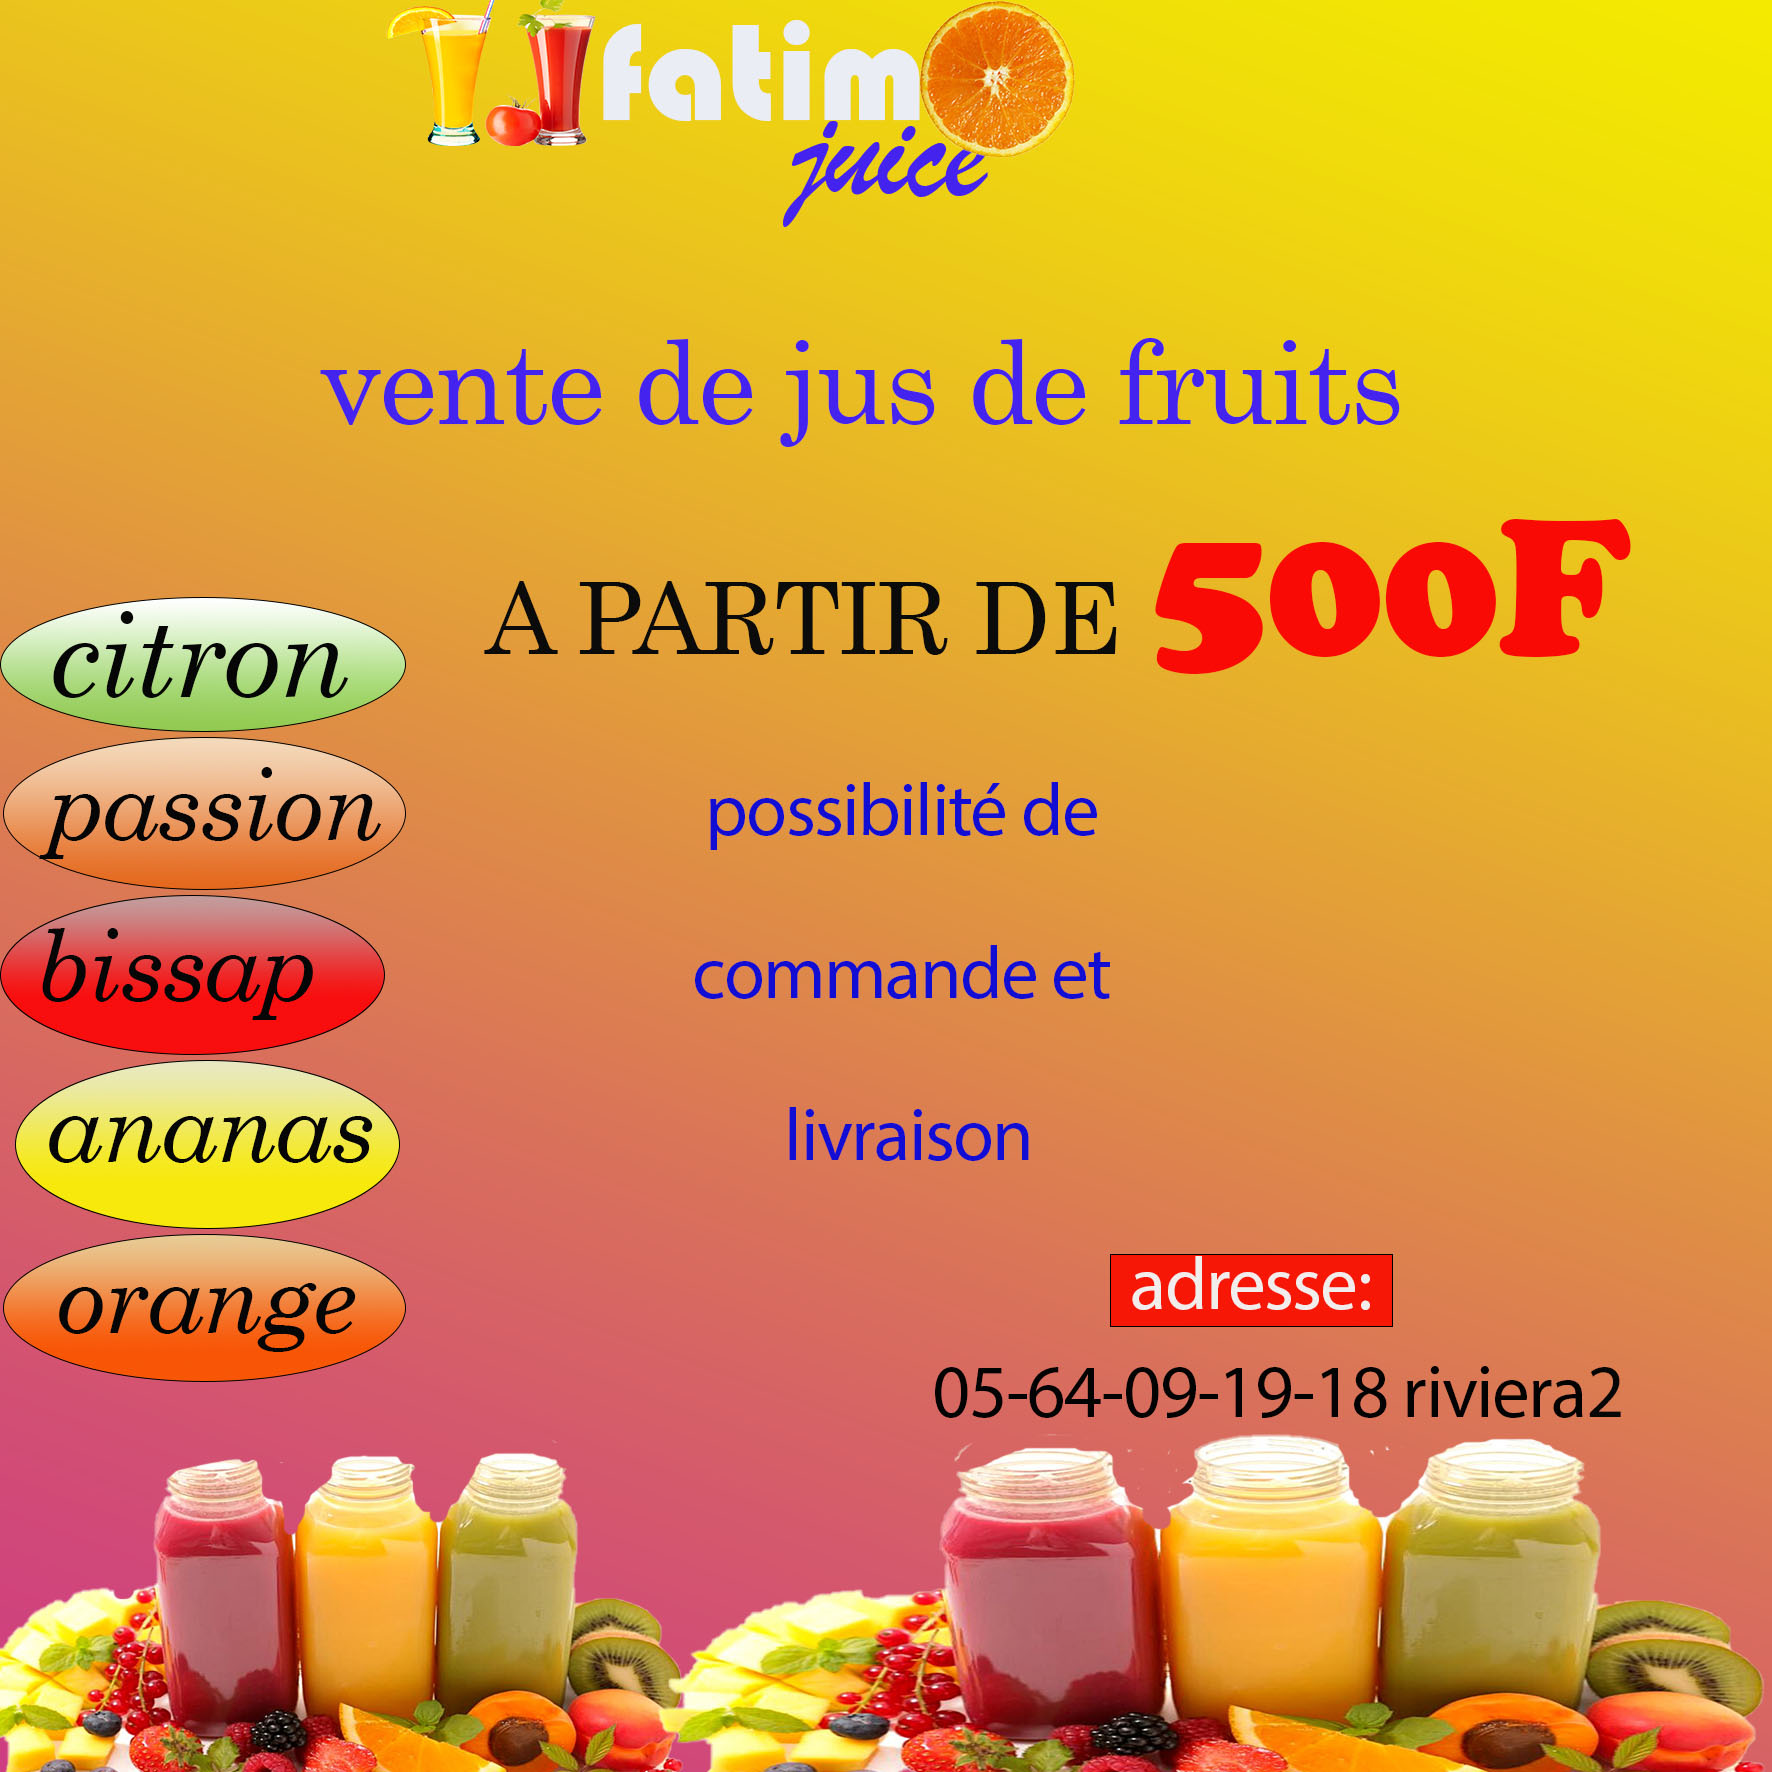 fatim
juice
vente de jus de fruits
A PARTIR DE 500F
citron
passion
bissap
ananas
orange
possibilité de
commande et
livraison
adresse:
05-64-09-19-18 riviera2